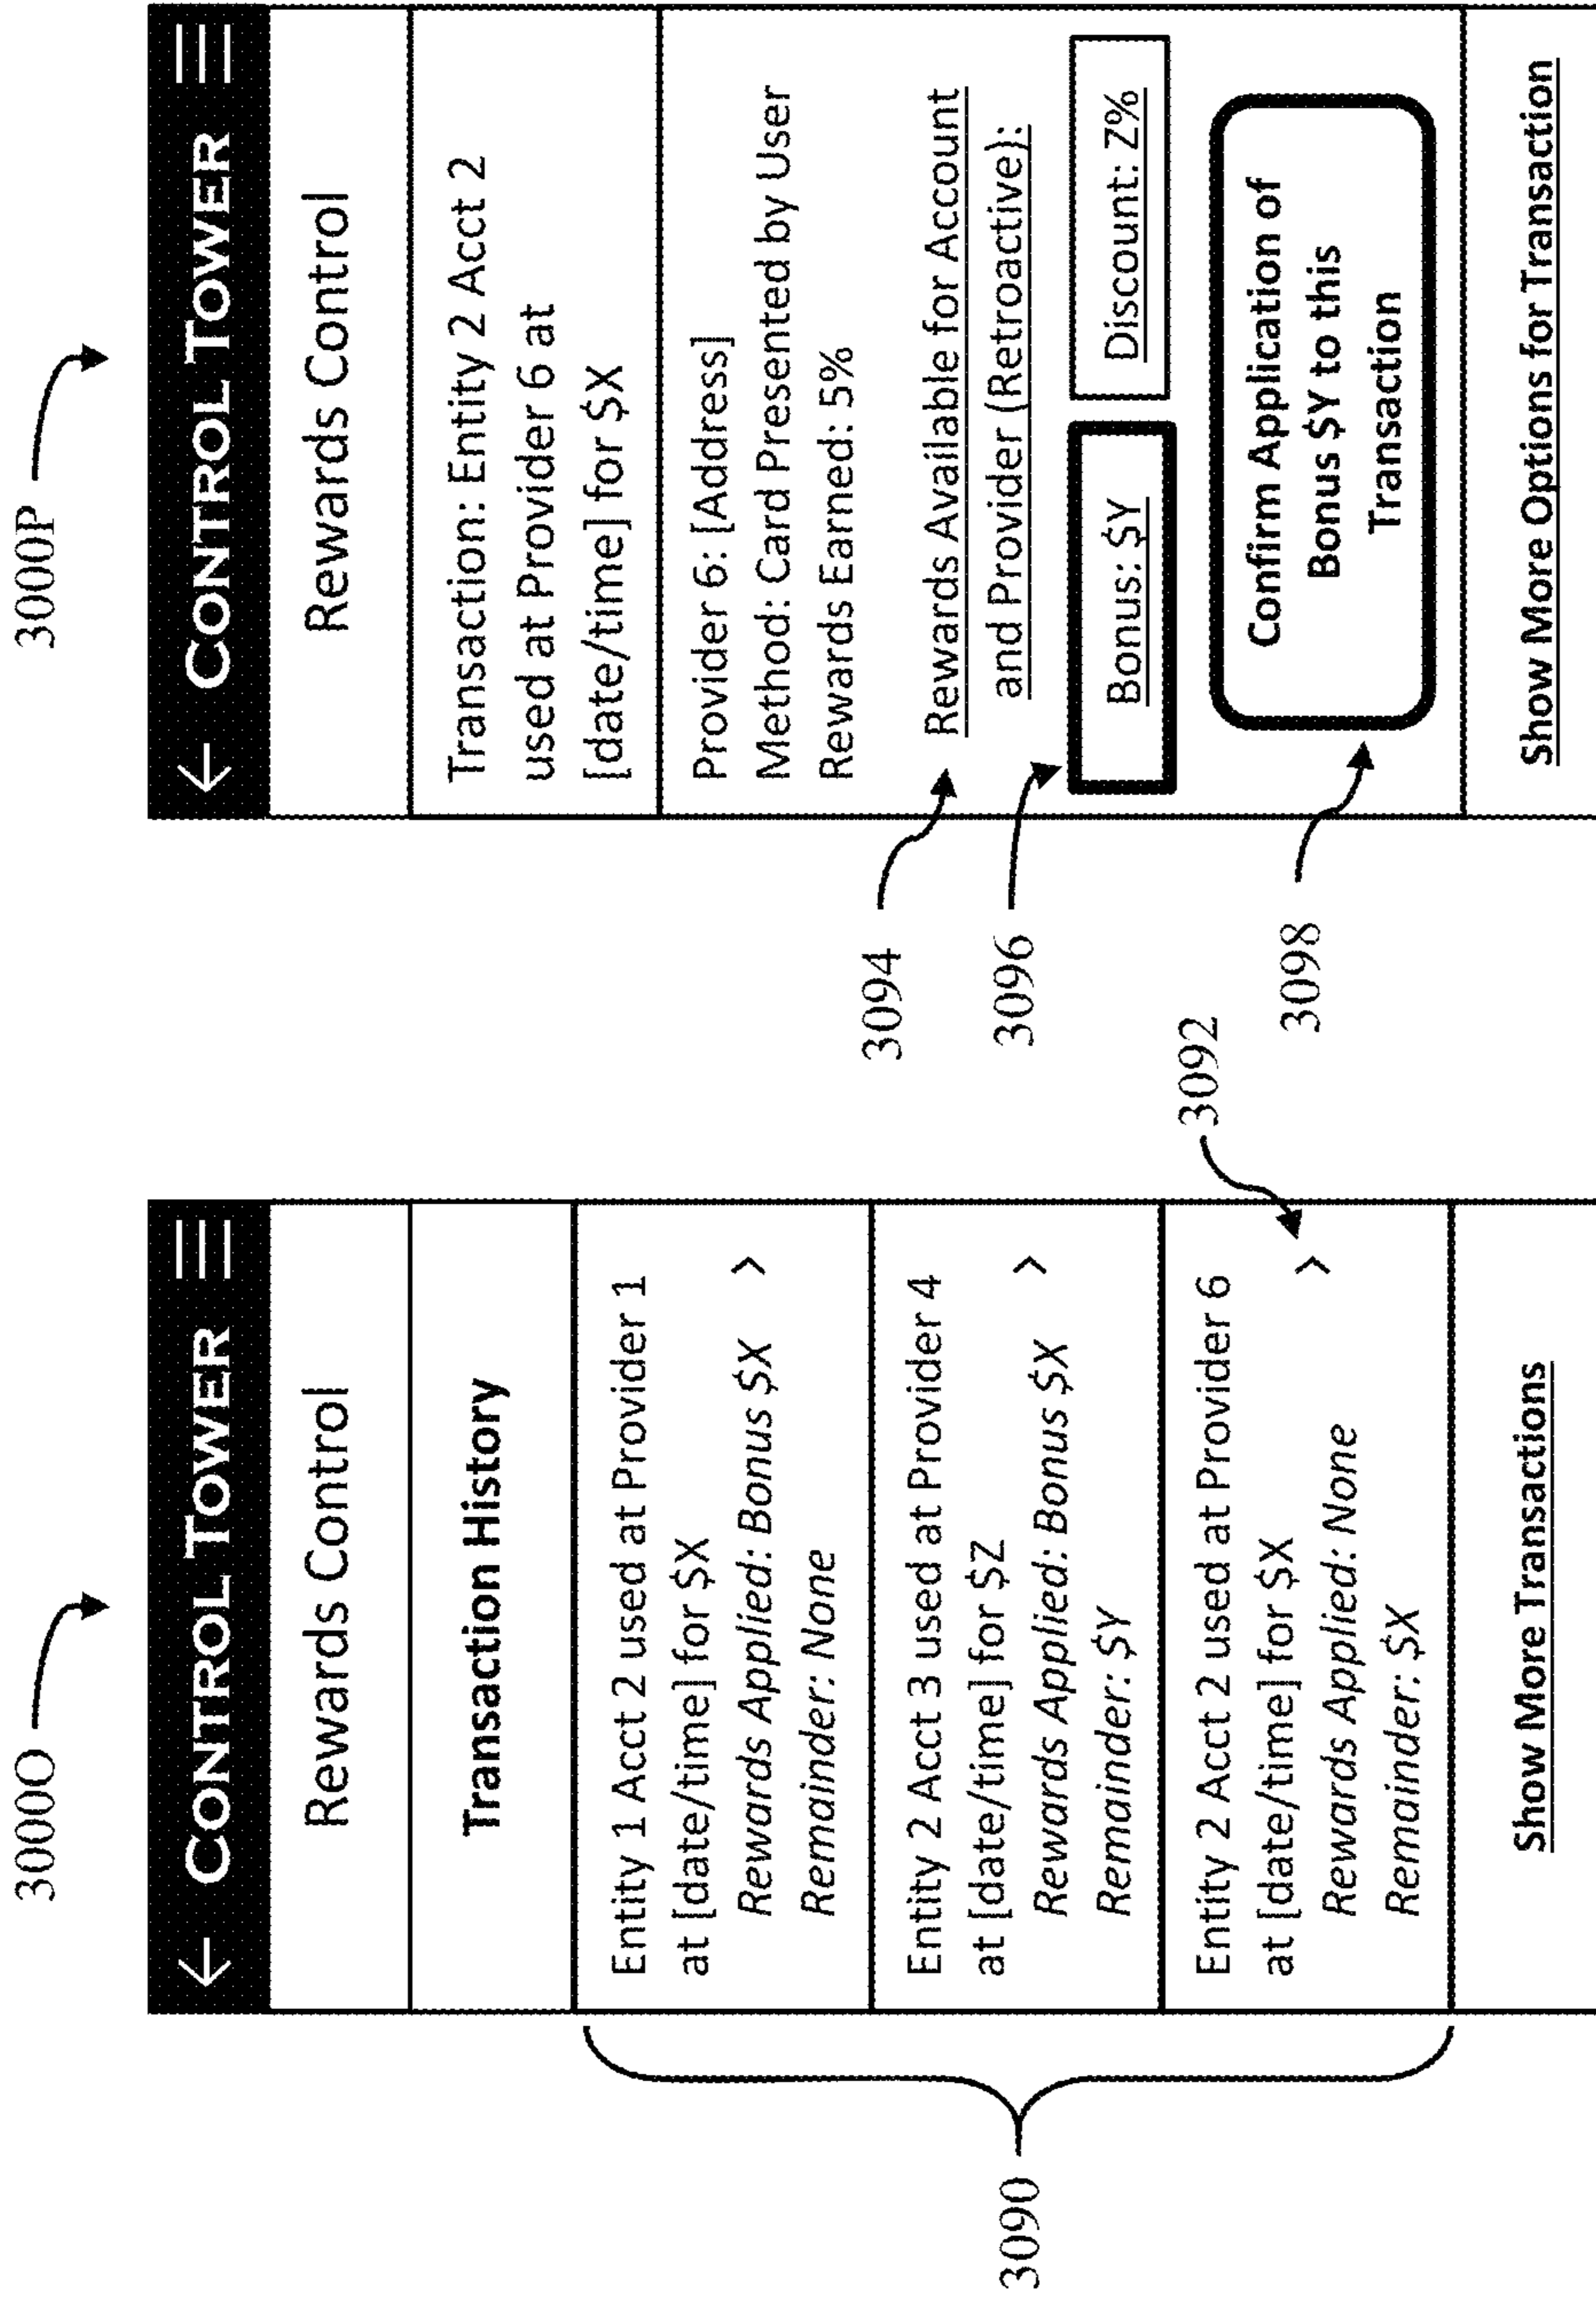 3000O
← CONTROL TOWER
Rewards Control
Transaction History
Entity 1 Acct 2 used at Provider 1
at [date/time] for $X
Rewards Applied: Bonus $X >
Remainder: None
Entity 2 Acct 3 used at Provider 4
at [date/time] for $Z
Rewards Applied: Bonus $X >
Remainder: $Y
Entity 2 Acct 2 used at Provider 6
at [date/time] for $X >
Rewards Applied: None
Remainder: $X
Show More Transactions
3090
3092
3000P
← CONTROL TOWER
Rewards Control
Transaction: Entity 2 Acct 2
used at Provider 6 at
[date/time] for $X
Provider 6: [Address]
Method: Card Presented by User
Rewards Earned: 5%
Rewards Available for Account
and Provider (Retroactive):
Bonus: $Y Discount: Z%
Confirm Application of
Bonus $Y to this
Transaction
Show More Options for Transaction
3094
3096
3098